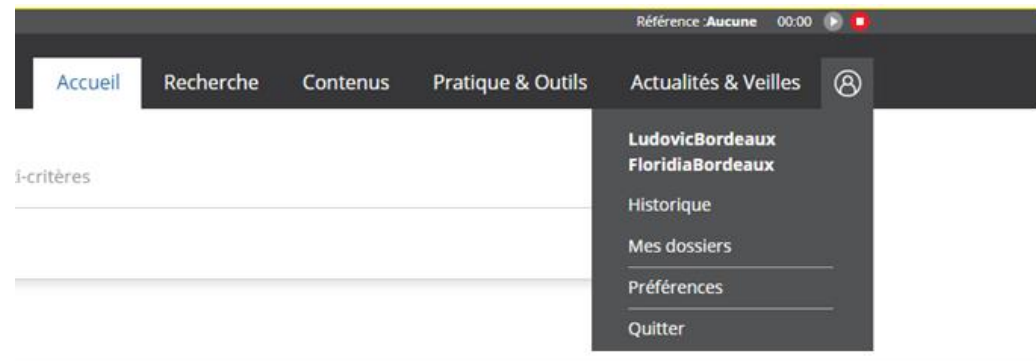 Référence :Aucune 00:00
Accueil Recherche Contenus Pratique & Outils Actualités & Veilles
LudovicBordeaux
FloridiaBordeaux
i-critères
Historique
Mes dossiers
Préférences
Quitter